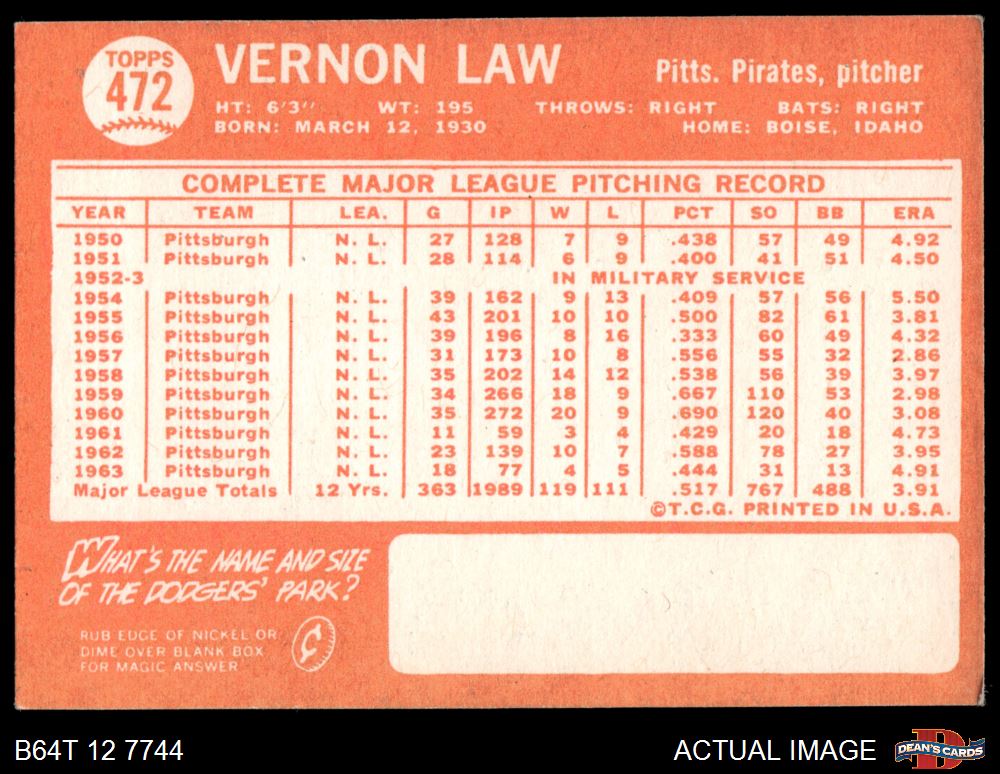 TOPPS
472
VERNON LAW
Pitts. Pirates, pitcher
HT: 6'3" WT: 195 THROWS: RIGHT BATS: RIGHT
BORN: MARCH 12, 1930 HOME: BOISE, IDAHO
COMPLETE MAJOR LEAGUE PITCHING RECORD
YEAR TEAM LEA. G IP W L PCT SO BB ERA
1950 Pittsburgh N. L. 27 128 7 9 .438 57 49 4.92
1951 Pittsburgh N. L. 28 114 6 9 .400 41 51 4.50
1952-3 IN MILITARY SERVICE
1954 Pittsburgh N. L. 39 162 9 13 .409 57 56 5.50
1955 Pittsburgh N. L. 43 201 10 10 .500 82 61 3.81
1956 Pittsburgh N. L. 39 196 8 16 .333 60 49 4.32
1957 Pittsburgh N. L. 31 173 10 8 .556 55 32 2.86
1958 Pittsburgh N. L. 35 202 14 12 .538 56 39 3.97
1959 Pittsburgh N. L. 34 266 18 9 .667 110 53 2.98
1960 Pittsburgh N. L. 35 272 20 9 .690 120 40 3.08
1961 Pittsburgh N. L. 11 59 3 4 .429 20 18 4.73
1962 Pittsburgh N. L. 23 139 10 7 .588 78 27 3.95
1963 Pittsburgh N. L. 18 77 4 5 .444 31 13 4.91
Major League Totals 12 Yrs. 363 1989 119 111 .517 767 488 3.91
©T.C.G. PRINTED IN U.S.A.
WHAT'S THE NAME AND SIZE
OF THE DODGERS' PARK?
RUB EDGE OF NICKEL OR
DIME OVER BLANK BOX
FOR MAGIC ANSWER
¢
B64T 12 7744
ACTUAL IMAGE
D
DEAN'S CARDS